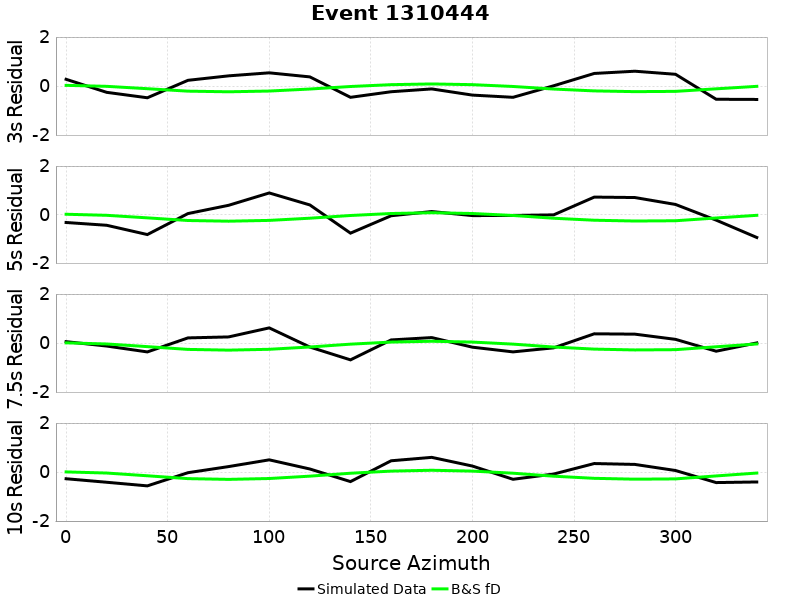 Event 1310444
3s Residual
2
0
-2
5s Residual
2
0
-2
7.5s Residual
2
0
-2
10s Residual
2
0
-2
0 50 100 150 200 250 300
Source Azimuth
Simulated Data B&S fD